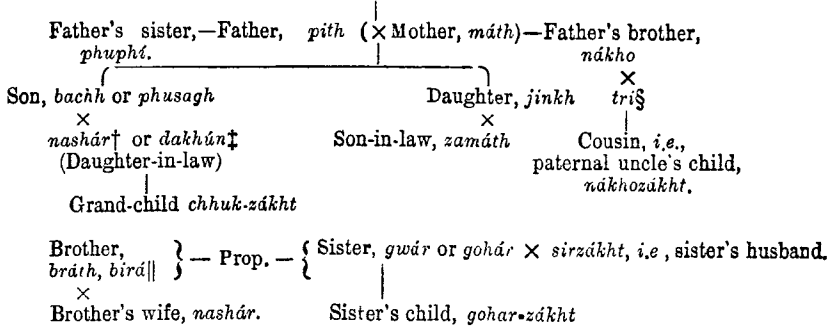 Father's sister,—Father, pith (× Mother, máth)—Father's brother,
phuphí. nákho
×
Son, bachh or phusagh Daughter, jinkh trí§
× ×
nashár† or dakhún‡ Son-in-law, zamáth Cousin, i.e.,
(Daughter-in-law) paternal uncle's child,
nákhozákht.
Grand-child chhuk-zákht
Brother, } — Prop. — { Sister, gwár or gohár × sirzákht, i.e , sister's husband.
bráth, birá||
×
Brother's wife, nashár. Sister's child, gohar-zákht